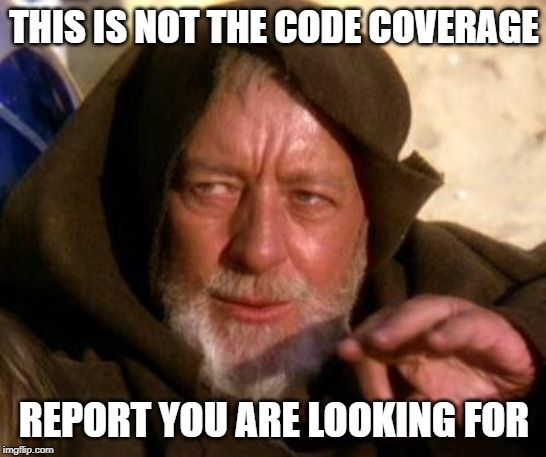 THIS IS NOT THE CODE COVERAGE
REPORT YOU ARE LOOKING FOR
imgflip.com